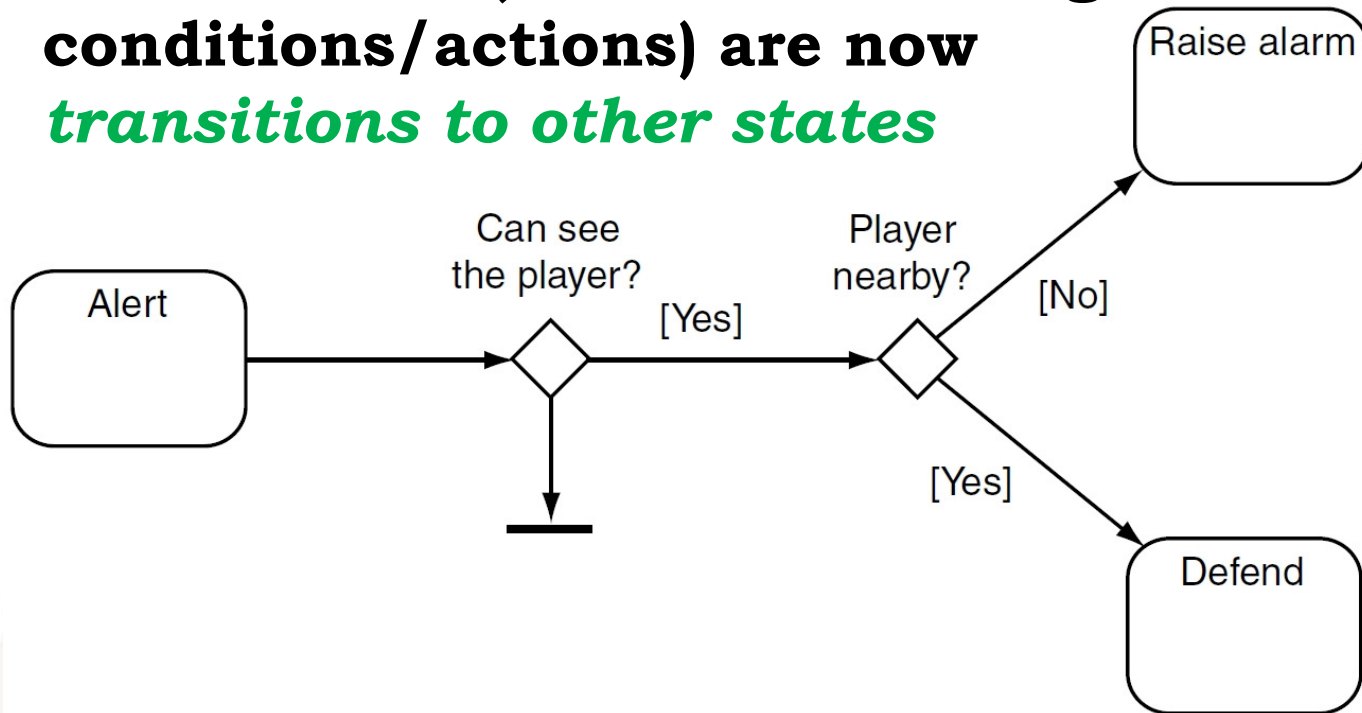 conditions/actions) are now
transitions to other states
Raise alarm
Can see
the player?
Player
nearby?
[No]
[Yes]
Alert
[Yes]
Defend